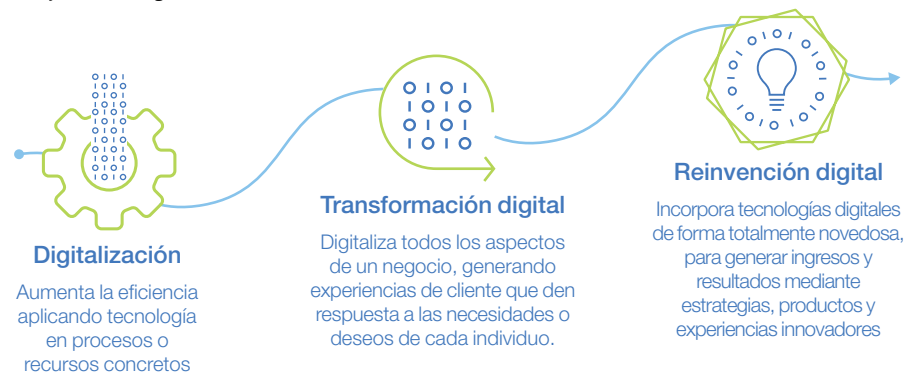 Digitalización
Aumenta la eficiencia
aplicando tecnología
en procesos o
recursos concretos
Transformación digital
Digitaliza todos los aspectos
de un negocio, generando
experiencias de cliente que den
respuesta a las necesidades o
deseos de cada individuo.
Reinvención digital
Incorpora tecnologías digitales
de forma totalmente novedosa,
para generar ingresos y
resultados mediante
estrategias, productos y
experiencias innovadores